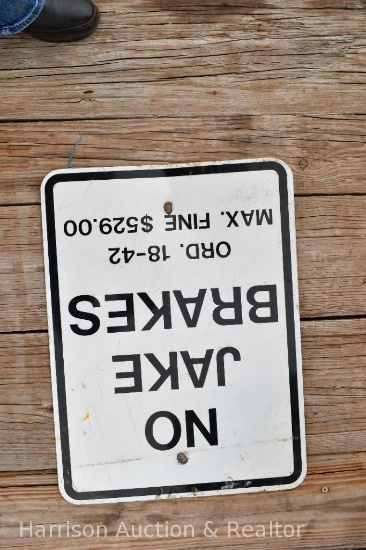 NO
JAKE
BRAKES
ORD. 18-42
MAX. FINE $529.00
Harrison Auction & Realtor